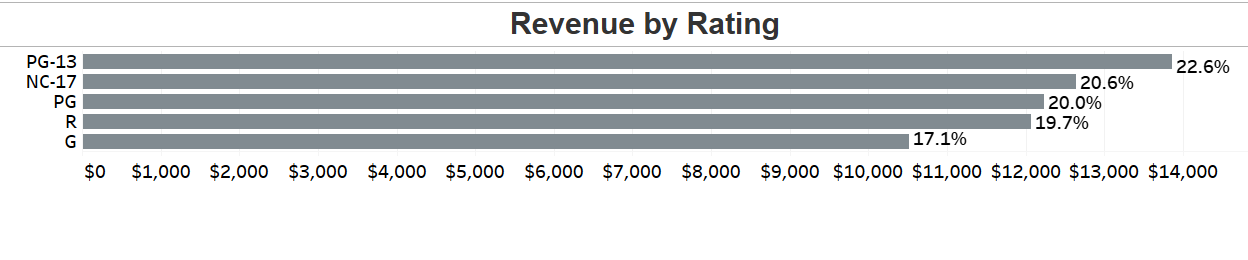 Revenue by Rating
PG-13 22.6%
NC-17 20.6%
PG 20.0%
R 19.7%
G 17.1%
$0 $1,000 $2,000 $3,000 $4,000 $5,000 $6,000 $7,000 $8,000 $9,000 $10,000 $11,000 $12,000 $13,000 $14,000